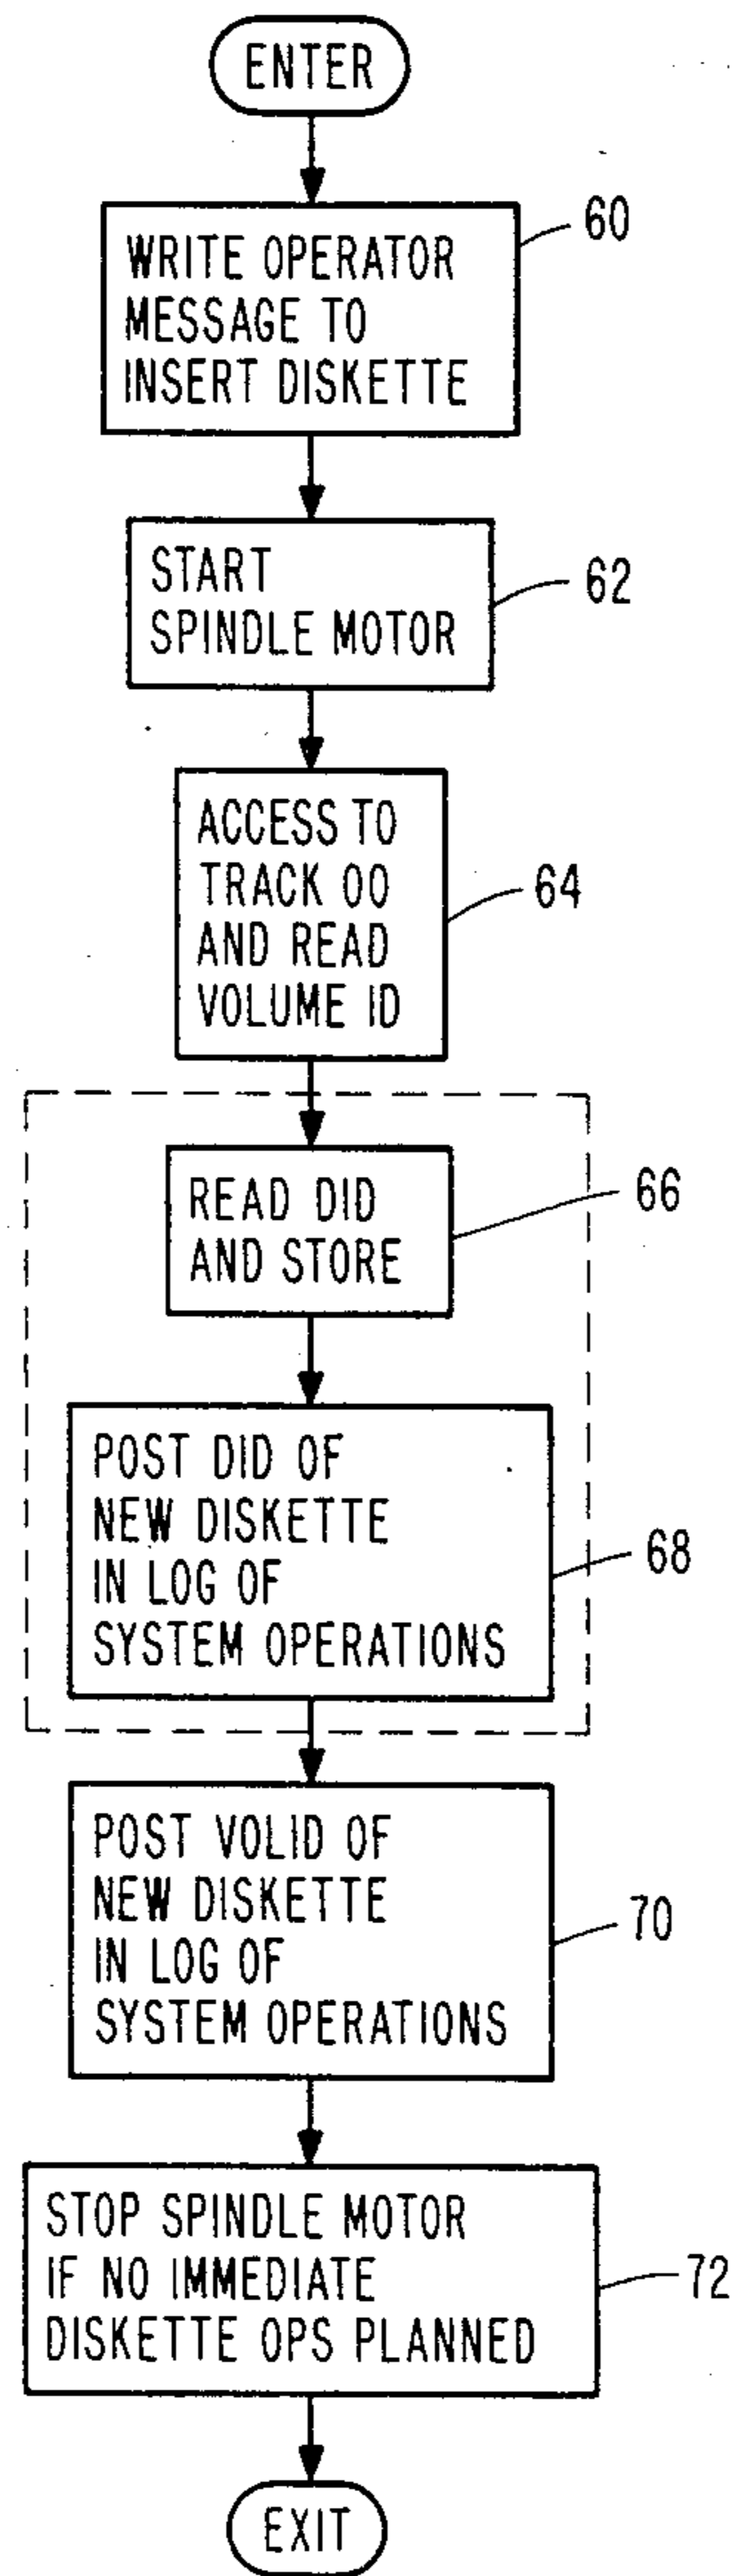 ENTER
60
WRITE OPERATOR
MESSAGE TO
INSERT DISKETTE
62
START
SPINDLE MOTOR
64
ACCESS TO
TRACK 00
AND READ
VOLUME ID
66
READ DID
AND STORE
68
POST DID OF
NEW DISKETTE
IN LOG OF
SYSTEM OPERATIONS
70
POST VOLID OF
NEW DISKETTE
IN LOG OF
SYSTEM OPERATIONS
72
STOP SPINDLE MOTOR
IF NO IMMEDIATE
DISKETTE OPS PLANNED
EXIT